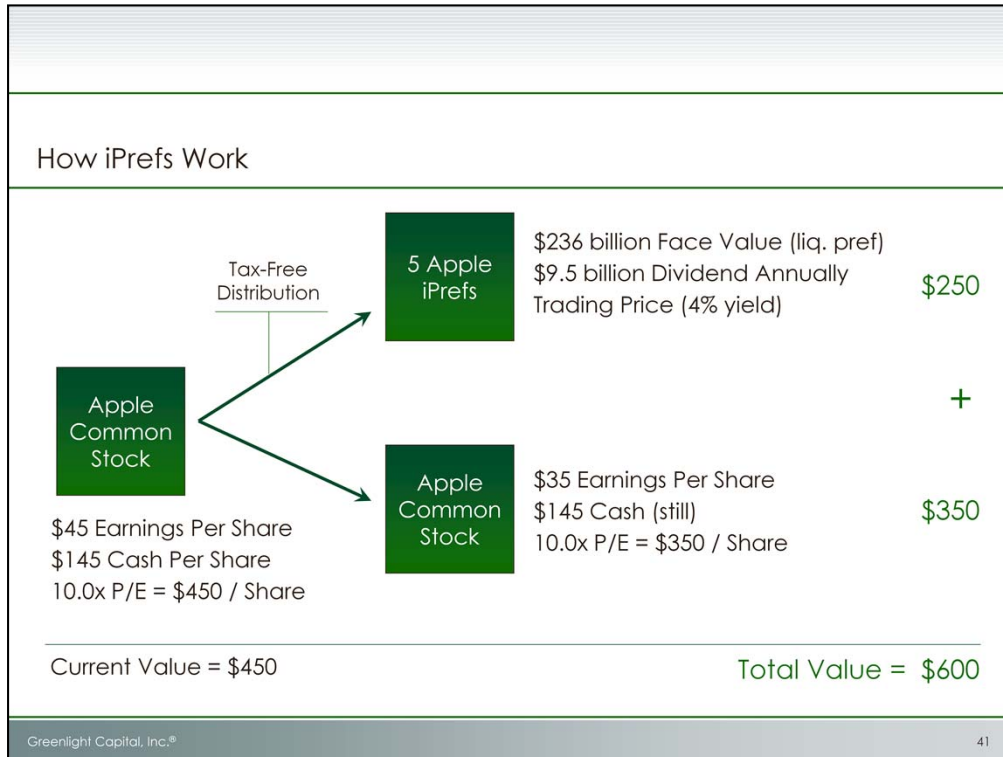 How iPrefs Work
Tax-Free
Distribution
5 Apple
iPrefs
$236 billion Face Value (liq. pref)
$9.5 billion Dividend Annually
Trading Price (4% yield)
$250
+
Apple
Common
Stock
$45 Earnings Per Share
$145 Cash Per Share
10.0x P/E = $450 / Share
Apple
Common
Stock
$35 Earnings Per Share
$145 Cash (still)
10.0x P/E = $350 / Share
$350
Current Value = $450
Total Value = $600
Greenlight Capital, Inc.®
41